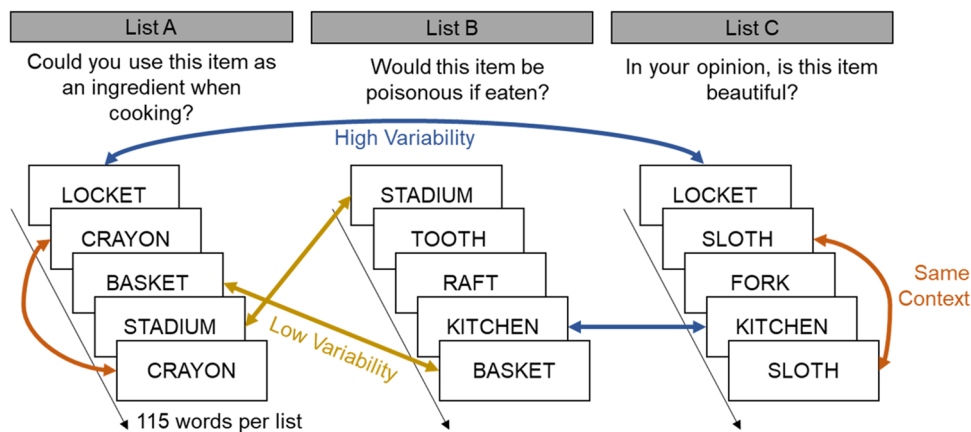 List A
List B
List C
Could you use this item as
an ingredient when
cooking?
Would this item be
poisonous if eaten?
In your opinion, is this item
beautiful?
High Variability
LOCKET
CRAYON
BASKET
STADIUM
CRAYON
115 words per list
Low Variability
STADIUM
TOOTH
RAFT
KITCHEN
BASKET
LOCKET
SLOTH
FORK
KITCHEN
SLOTH
Same
Context